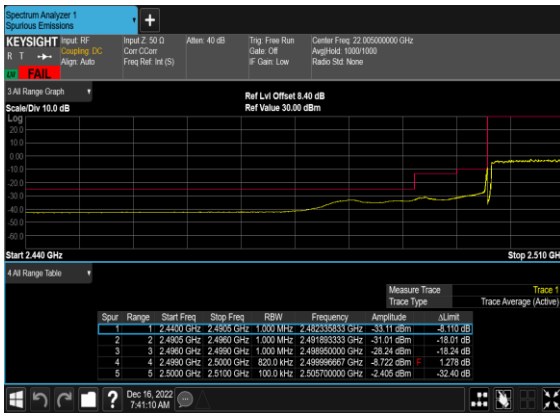 Spectrum Analyzer 1
Spurious Emissions
KEYSIGHT Input: RF Input Z: 50 Ω Atten: 40 dB Trig: Free Run Center Freq: 22.005000000 GHz
R T Coupling: DC Corr CCorr Gate: Off Avg|Hold: 1000/1000
Align: Auto Freq Ref: Int (S) IF Gain: Low Radio Std: None
LXI FAIL
3 All Range Graph
Ref Lvl Offset 8.40 dB
Scale/Div 10.0 dB Ref Value 30.00 dBm
Log
20.0
10.0
0.00
-10.0
-20.0
-30.0
-40.0
-50.0
-60.0
Start 2.440 GHz Stop 2.510 GH
4 All Range Table
Measure Trace Trace 1
Trace Type Trace Average (Active)
Spur Range Start Freq Stop Freq RBW Frequency Amplitude ΔLimit
1 1 2.4400 GHz 2.4905 GHz 1.000 MHz 2.482335833 GHz -33.11 dBm -8.110 dB
2 2 2.4905 GHz 2.4960 GHz 1.000 MHz 2.491893333 GHz -31.01 dBm -18.01 dB
3 3 2.4960 GHz 2.4990 GHz 1.000 MHz 2.498950000 GHz -28.24 dBm -18.24 dB
4 4 2.4990 GHz 2.5000 GHz 820.0 kHz 2.499996667 GHz -8.722 dBm F 1.278 dB
5 5 2.5000 GHz 2.5100 GHz 100.0 kHz 2.505700000 GHz -2.405 dBm -32.40 dB
Dec 16, 2022
7:41:10 AM